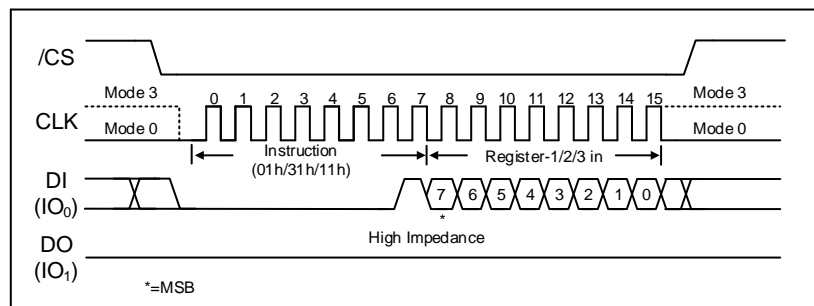 /CS
Mode 3
0 1 2 3 4 5 6 7 8 9 10 11 12 13 14 15
Mode 3
CLK
Mode 0
Mode 0
Instruction
(01h/31h/11h)
Register-1/2/3 in
DI
(IO0)
7 6 5 4 3 2 1 0
*
High Impedance
DO
(IO1)
*=MSB